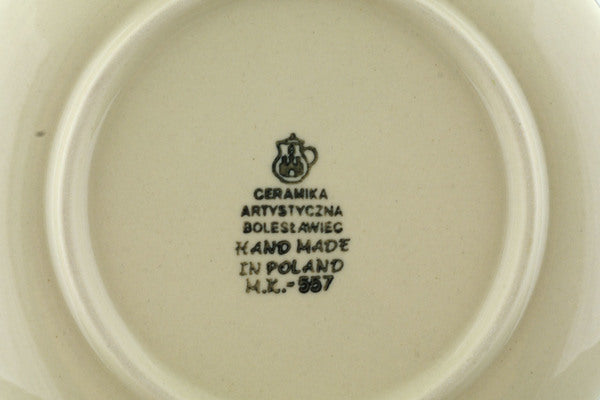 CERAMIKA
ARTYSTYCZNA
BOLESŁAWIEC
HAND MADE
IN POLAND
M.K.-557